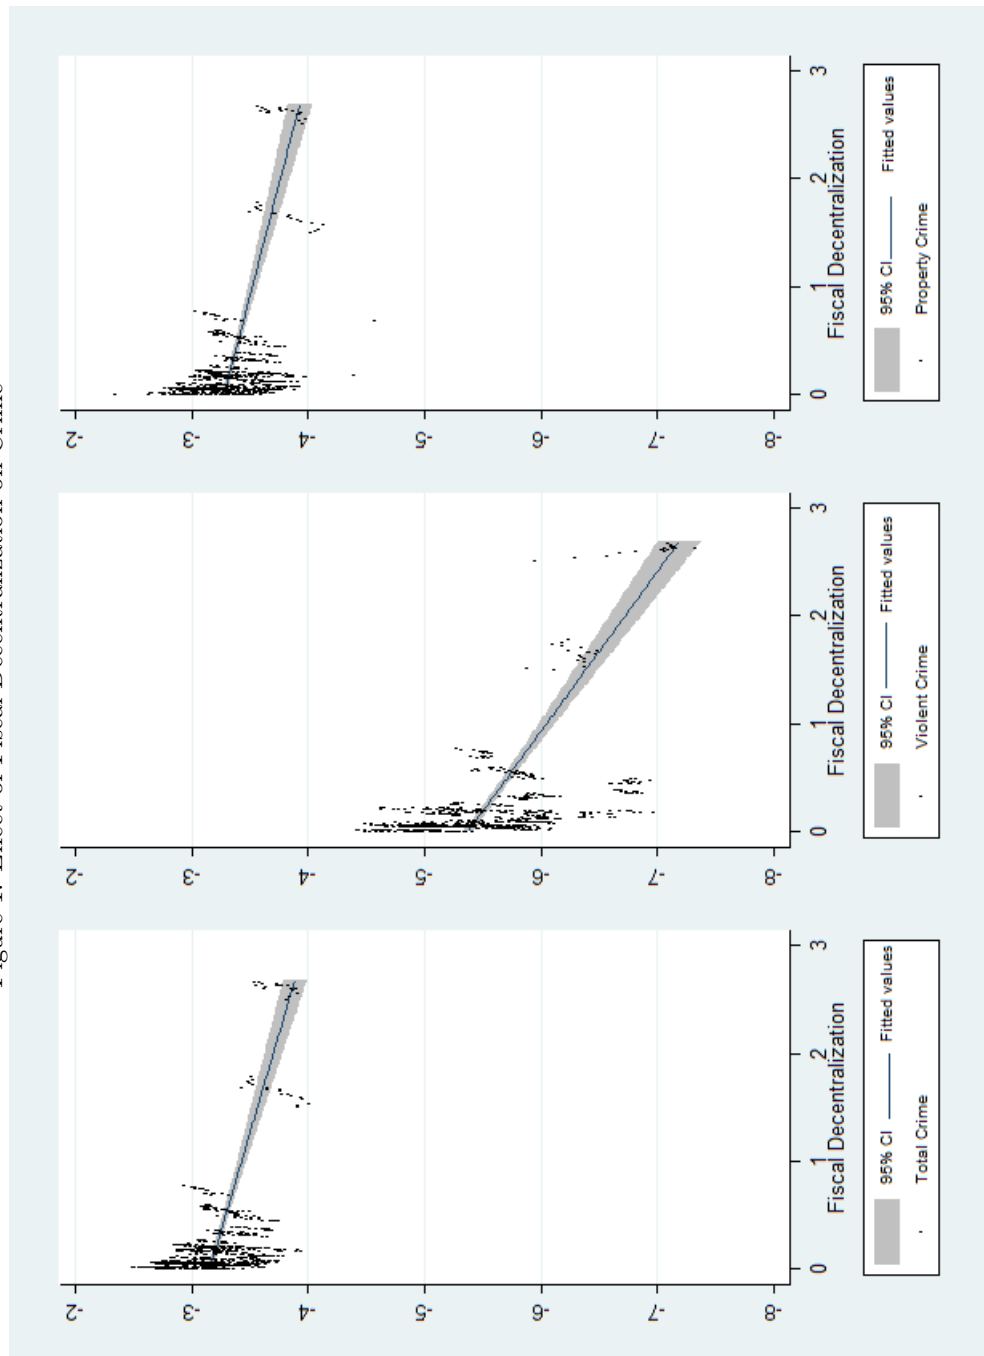 Figure 1: Effect of Fiscal Decentralization on Crime
-2
-3
-4
-5
-6
-7
-8
0 1 2 3
Fiscal Decentralization
95% CI Fitted values
Total Crime
-2
-3
-4
-5
-6
-7
-8
0 1 2 3
Fiscal Decentralization
95% CI Fitted values
Violent Crime
-2
-3
-4
-5
-6
-7
-8
0 1 2 3
Fiscal Decentralization
95% CI Fitted values
Property Crime